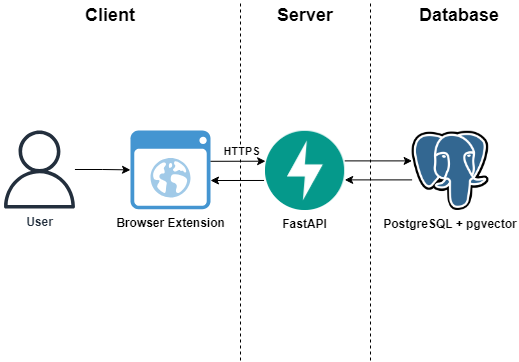 Client
Server
Database
HTTPS
User
Browser Extension
FastAPI
PostgreSQL + pgvector